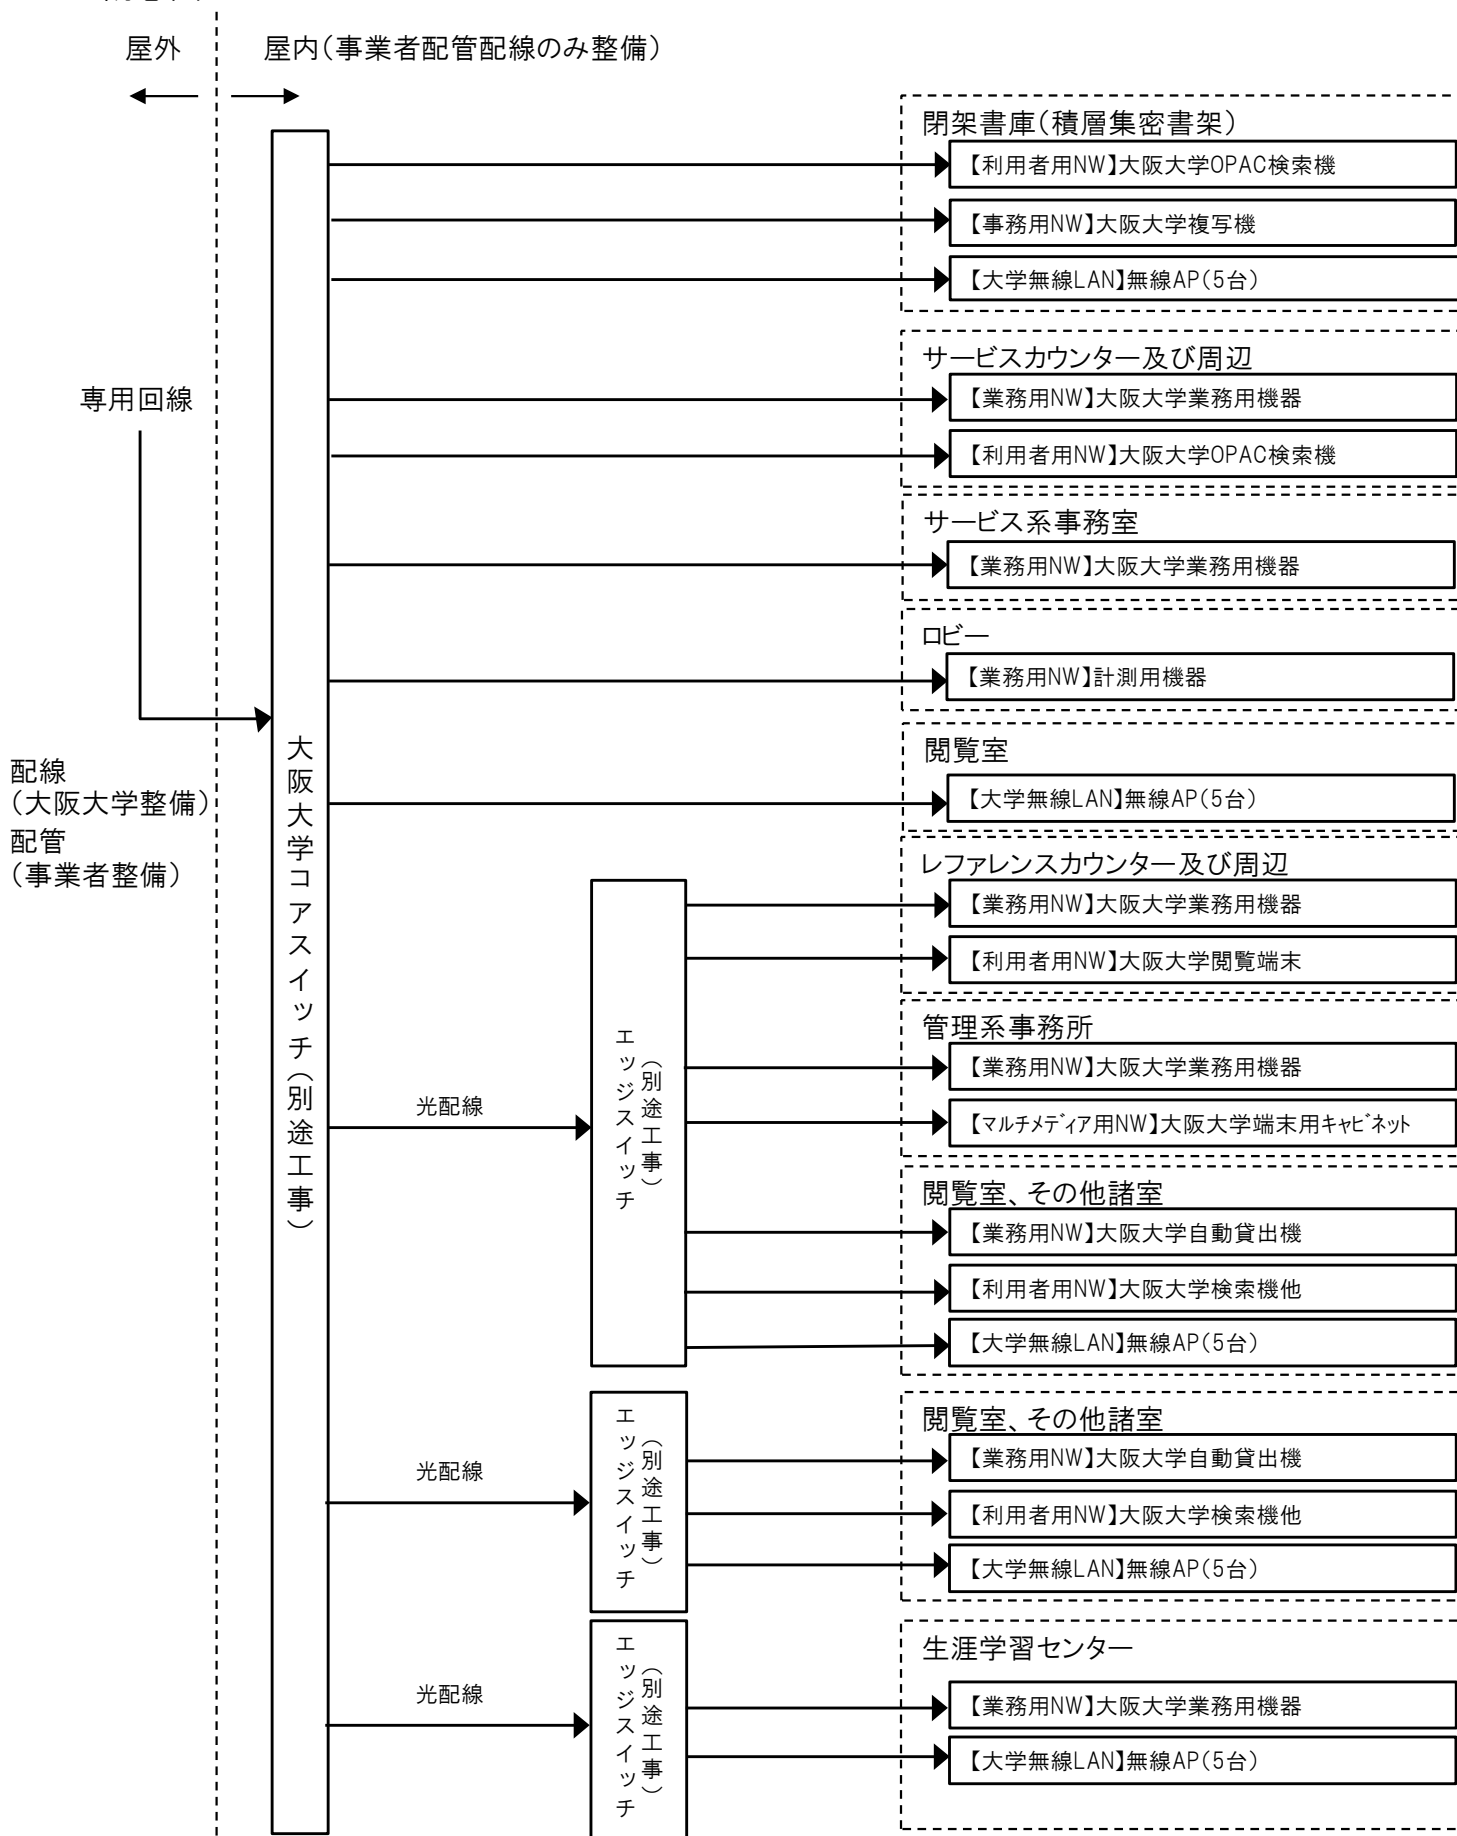 屋外
屋内(事業者配管配線のみ整備)
閉架書庫(積層集密書架)
【利用者用NW】大阪大学OPAC検索機
【事務用NW】大阪大学複写機
【大学無線LAN】無線AP(5台)
サービスカウンター及び周辺
専用回線
【業務用NW】大阪大学業務用機器
【利用者用NW】大阪大学OPAC検索機
サービス系事務室
【業務用NW】大阪大学業務用機器
ロビー
【業務用NW】計測用機器
閲覧室
【大学無線LAN】無線AP(5台)
配線
(大阪大学整備)
配管
(事業者整備)
大阪大学コアスイッチ(別途工事)
レファレンスカウンター及び周辺
【業務用NW】大阪大学業務用機器
【利用者用NW】大阪大学閲覧端末
管理系事務所
【業務用NW】大阪大学業務用機器
【マルチメディア用NW】大阪大学端末用キャビネット
光配線
エッジスイッチ
(別途工事)
閲覧室、その他諸室
【業務用NW】大阪大学自動貸出機
【利用者用NW】大阪大学検索機他
【大学無線LAN】無線AP(5台)
閲覧室、その他諸室
【業務用NW】大阪大学自動貸出機
光配線
エッジスイッチ
(別途工事)
【利用者用NW】大阪大学検索機他
【大学無線LAN】無線AP(5台)
生涯学習センター
光配線
エッジスイッチ
(別途工事)
【業務用NW】大阪大学業務用機器
【大学無線LAN】無線AP(5台)